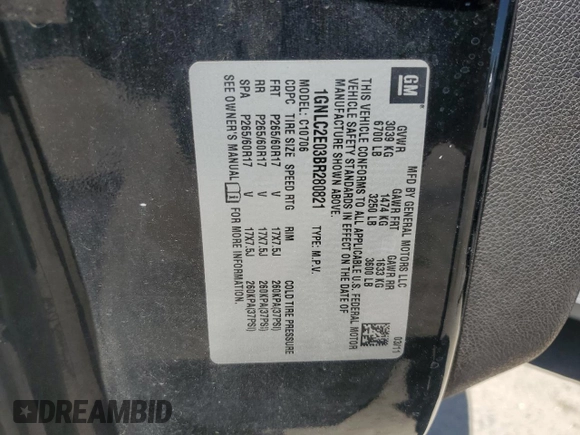 GM
MFD BY GENERAL MOTORS LLC
03/11
GVWR GAWR FRT GAWR RR
3039 KG 1474 KG 1633 KG
6700 LB 3250 LB 3600 LB
THIS VEHICLE CONFORMS TO ALL APPLICABLE U.S. FEDERAL MOTOR
VEHICLE SAFETY STANDARDS IN EFFECT ON THE DATE OF
MANUFACTURE SHOWN ABOVE.
1GNLC2E03BR280821 TYPE: M.P.V.
MODEL: C10706
CDPC TIRE SIZE SPEED RTG RIM COLD TIRE PRESSURE
FRT P265/60R17 V 17X7.5J 260KPA(37PSI)
RR P265/60R17 V 17X7.5J 260KPA(37PSI)
SPA P265/60R17 V 17X7.5J 260KPA(37PSI)
SEE OWNER'S MANUAL FOR MORE INFORMATION.
DREAMBID